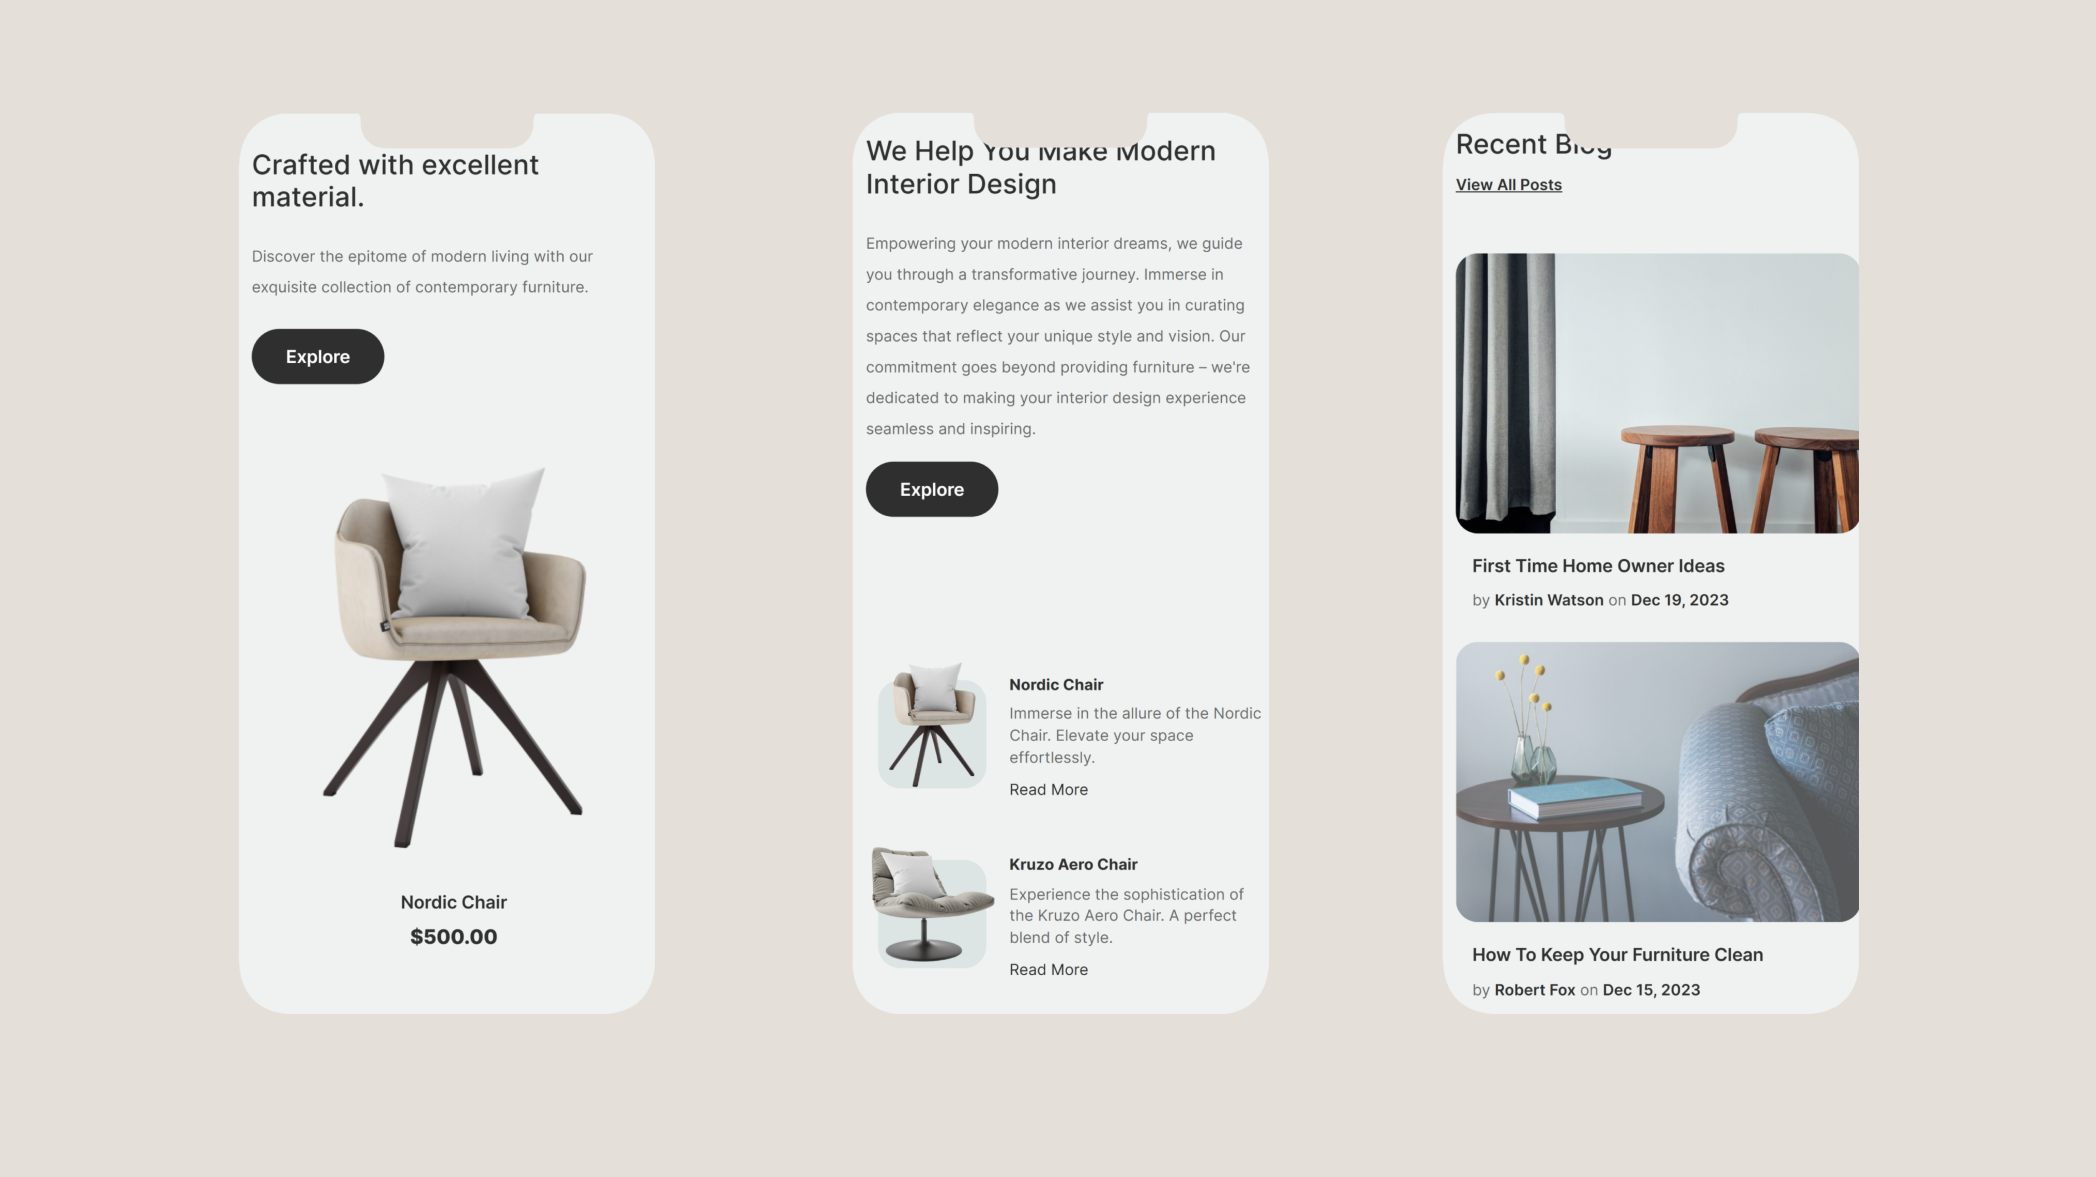 Crafted with excellent
material.
Discover the epitome of modern living with our
exquisite collection of contemporary furniture.
Explore
Nordic Chair
$500.00
We Help You Make Modern
Interior Design
Empowering your modern interior dreams, we guide
you through a transformative journey. Immerse in
contemporary elegance as we assist you in curating
spaces that reflect your unique style and vision. Our
commitment goes beyond providing furniture – we're
dedicated to making your interior design experience
seamless and inspiring.
Explore
Nordic Chair
Immerse in the allure of the Nordic
Chair. Elevate your space
effortlessly.
Read More
Kruzo Aero Chair
Experience the sophistication of
the Kruzo Aero Chair. A perfect
blend of style.
Read More
Recent Blog
View All Posts
First Time Home Owner Ideas
by Kristin Watson on Dec 19, 2023
How To Keep Your Furniture Clean
by Robert Fox on Dec 15, 2023